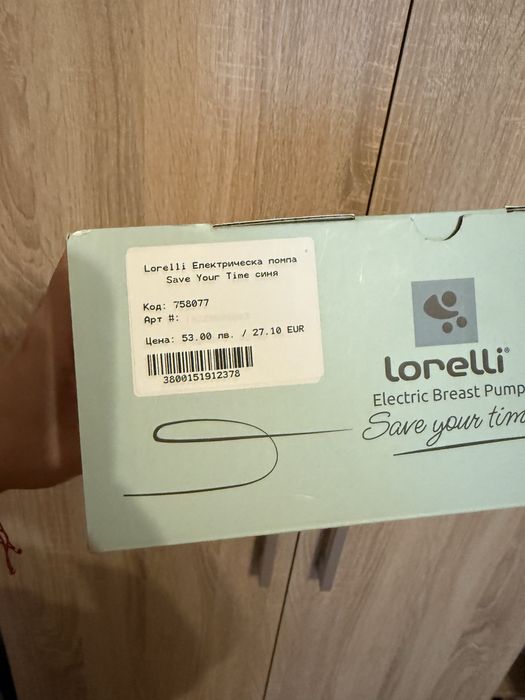 Lorelli Електрическа помпа
Save Your Time синя
Код: 758077
Арт #:
Цена: 53.00 лв. / 27.10 EUR
3800151912378
Lorelli®
Electric Breast Pump
Save your